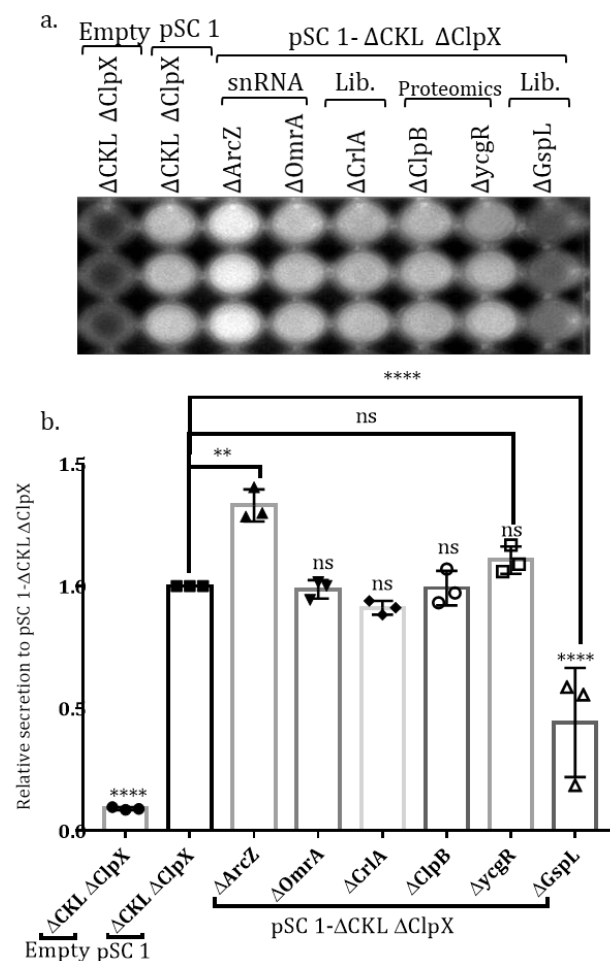 a.
Empty pSC 1 pSC 1- ΔCKL ΔClpX
snRNA Lib. Proteomics Lib.
ΔCKL ΔClpX
ΔCKL ΔClpX
ΔArcZ
ΔOmrA
ΔCrlA
ΔClpB
ΔycgR
ΔGspL
b.
****
ns
**
ns
ns
ns
ns
****
****
Relative secretion to pSC 1-ΔCKL ΔClpX
1.5
1.0
0.5
0.0
ΔCKL ΔClpX
ΔCKL ΔClpX
ΔArcZ
ΔOmrA
ΔCrlA
ΔClpB
ΔycgR
ΔGspL
Empty pSC 1 pSC 1-ΔCKL ΔClpX